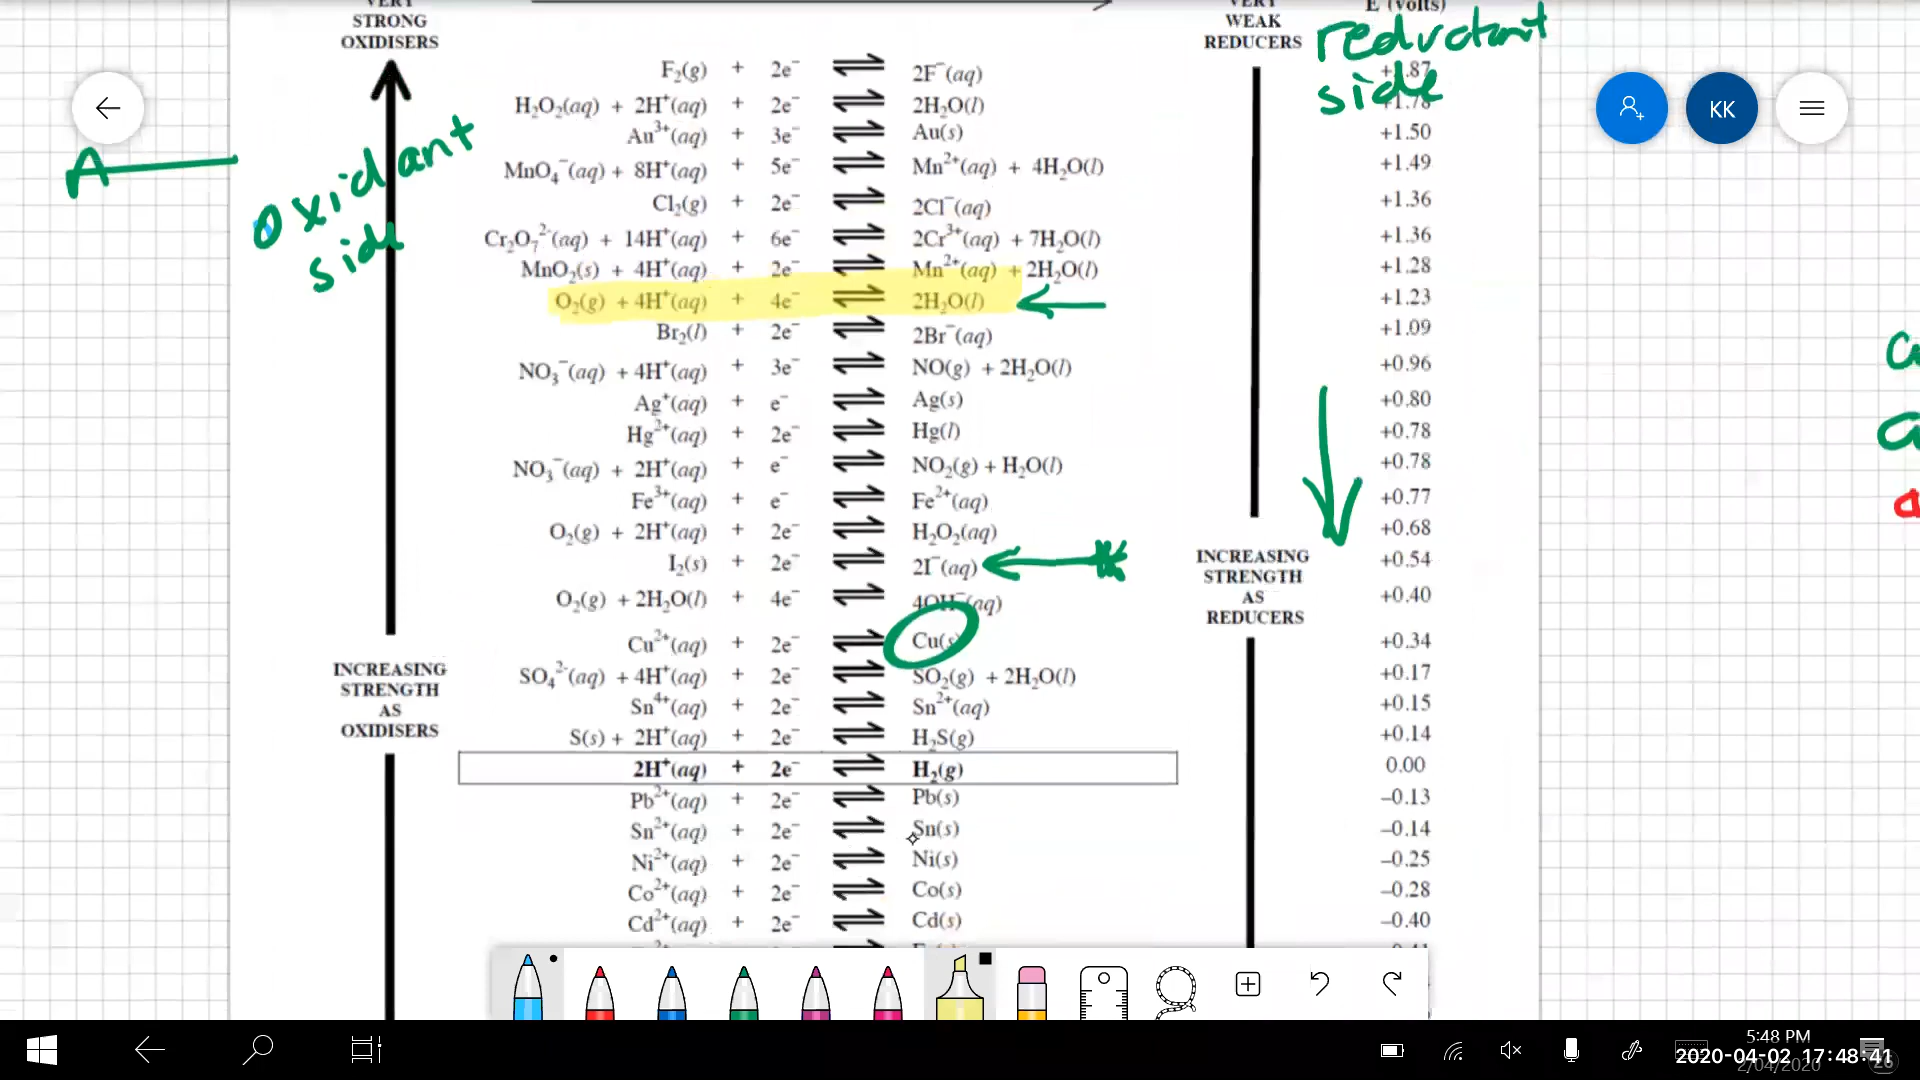 VERY
STRONG
OXIDISERS
VERY
WEAK
REDUCERS
E (volts)
reductant
side
A
Oxidant
side
KK
F₂(g) + 2e⁻ ⇌ 2F⁻(aq) +2.87
H₂O₂(aq) + 2H⁺(aq) + 2e⁻ ⇌ 2H₂O(l) +1.78
Au³⁺(aq) + 3e⁻ ⇌ Au(s) +1.50
MnO₄⁻(aq) + 8H⁺(aq) + 5e⁻ ⇌ Mn²⁺(aq) + 4H₂O(l) +1.49
Cl₂(g) + 2e⁻ ⇌ 2Cl⁻(aq) +1.36
Cr₂O₇²⁻(aq) + 14H⁺(aq) + 6e⁻ ⇌ 2Cr³⁺(aq) + 7H₂O(l) +1.36
MnO₂(s) + 4H⁺(aq) + 2e⁻ ⇌ Mn²⁺(aq) + 2H₂O(l) +1.28
O₂(g) + 4H⁺(aq) + 4e⁻ ⇌ 2H₂O(l) +1.23
Br₂(l) + 2e⁻ ⇌ 2Br⁻(aq) +1.09
NO₃⁻(aq) + 4H⁺(aq) + 3e⁻ ⇌ NO(g) + 2H₂O(l) +0.96
Ag⁺(aq) + e⁻ ⇌ Ag(s) +0.80
Hg²⁺(aq) + 2e⁻ ⇌ Hg(l) +0.78
NO₃⁻(aq) + 2H⁺(aq) + e⁻ ⇌ NO₂(g) + H₂O(l) +0.78
Fe³⁺(aq) + e⁻ ⇌ Fe²⁺(aq) +0.77
O₂(g) + 2H⁺(aq) + 2e⁻ ⇌ H₂O₂(aq) +0.68
I₂(s) + 2e⁻ ⇌ 2I⁻(aq) +0.54
O₂(g) + 2H₂O(l) + 4e⁻ ⇌ 4OH⁻(aq) +0.40
Cu²⁺(aq) + 2e⁻ ⇌ Cu(s) +0.34
SO₄²⁻(aq) + 4H⁺(aq) + 2e⁻ ⇌ SO₂(g) + 2H₂O(l) +0.17
Sn⁴⁺(aq) + 2e⁻ ⇌ Sn²⁺(aq) +0.15
S(s) + 2H⁺(aq) + 2e⁻ ⇌ H₂S(g) +0.14
2H⁺(aq) + 2e⁻ ⇌ H₂(g) 0.00
Pb²⁺(aq) + 2e⁻ ⇌ Pb(s) –0.13
Sn²⁺(aq) + 2e⁻ ⇌ Sn(s) –0.14
Ni²⁺(aq) + 2e⁻ ⇌ Ni(s) –0.25
Co²⁺(aq) + 2e⁻ ⇌ Co(s) –0.28
Cd²⁺(aq) + 2e⁻ ⇌ Cd(s) –0.40
INCREASING
STRENGTH
AS
REDUCERS
INCREASING
STRENGTH
AS
OXIDISERS
5:48 PM
2020-04-02 17:48:41
2/04/2020
26